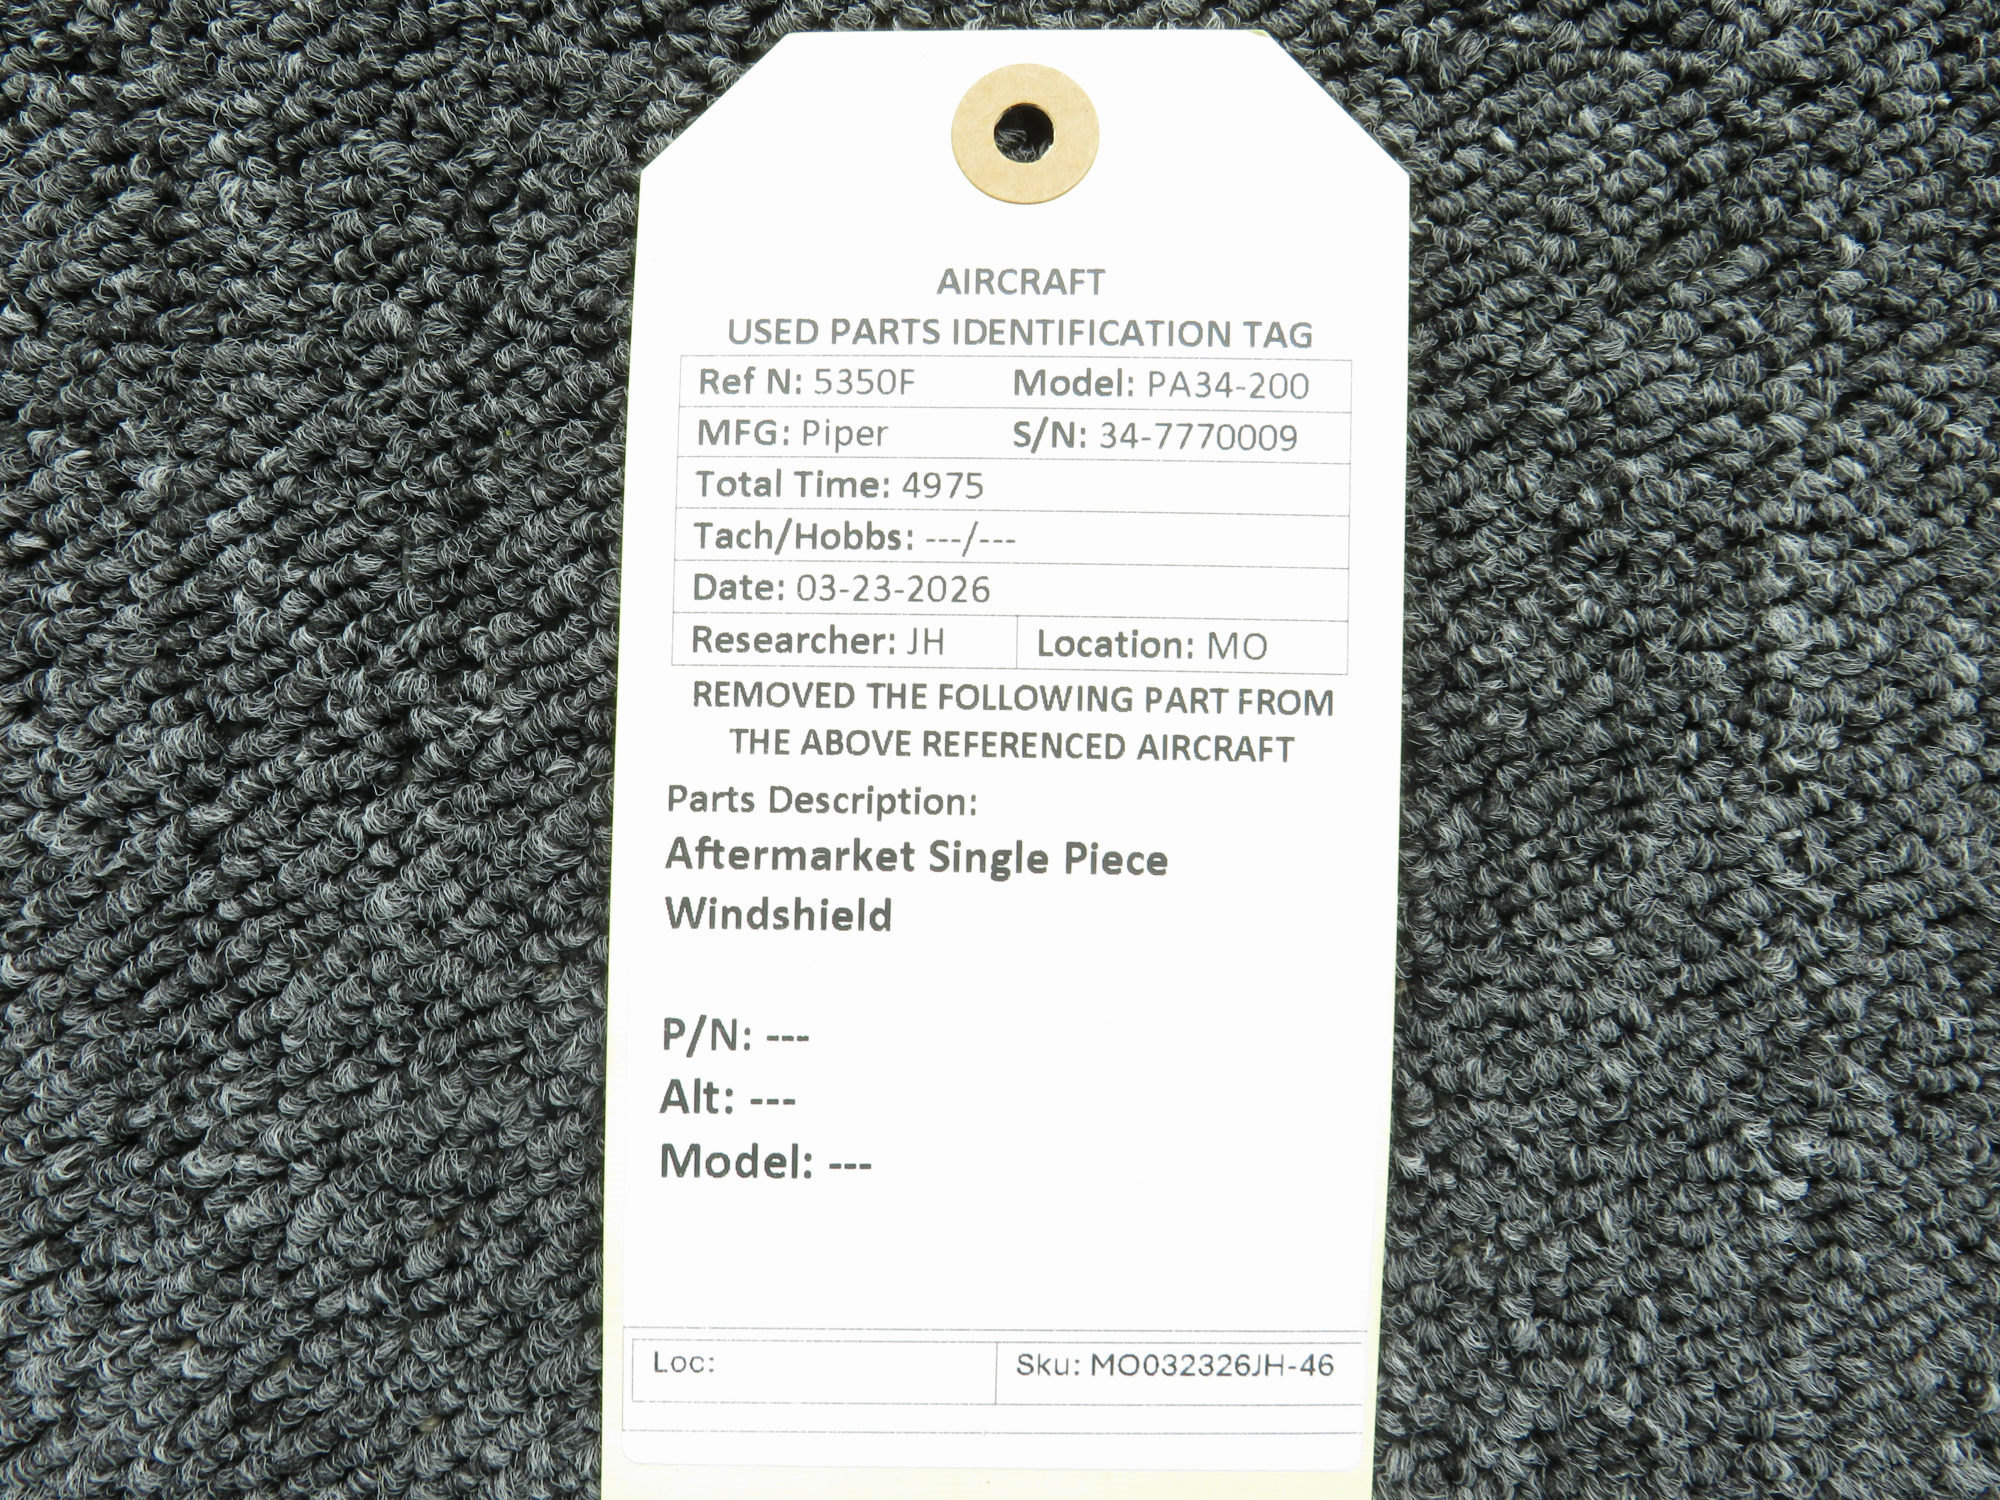 AIRCRAFT
USED PARTS IDENTIFICATION TAG
Ref N: 5350F Model: PA34-200
MFG: Piper S/N: 34-7770009
Total Time: 4975
Tach/Hobbs: ---/---
Date: 03-23-2026
Researcher: JH Location: MO
REMOVED THE FOLLOWING PART FROM
THE ABOVE REFERENCED AIRCRAFT
Parts Description:
Aftermarket Single Piece
Windshield
P/N: ---
Alt: ---
Model: ---
Loc: Sku: MO032326JH-46